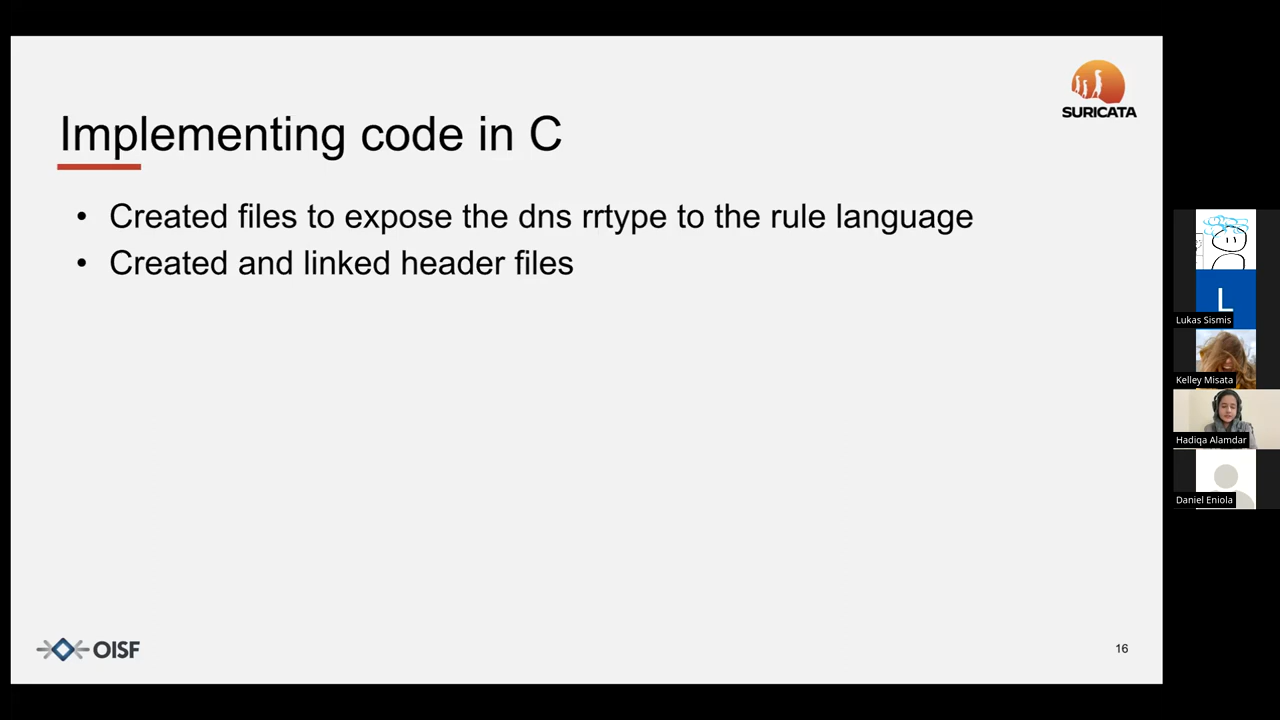 SURICATA
Implementing code in C
• Created files to expose the dns rrtype to the rule language
• Created and linked header files
L
Lukas Sismis
Kelley Misata
Hadiqa Alamdar
Daniel Eniola
OISF
16